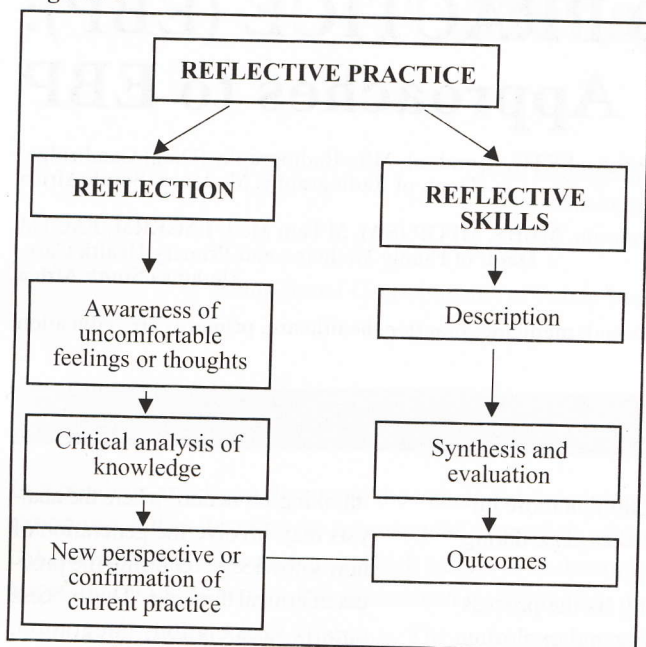 REFLECTIVE PRACTICE
REFLECTION
REFLECTIVE
SKILLS
Awareness of
uncomfortable
feelings or thoughts
Description
Critical analysis of
knowledge
Synthesis and
evaluation
New perspective or
confirmation of
current practice
Outcomes